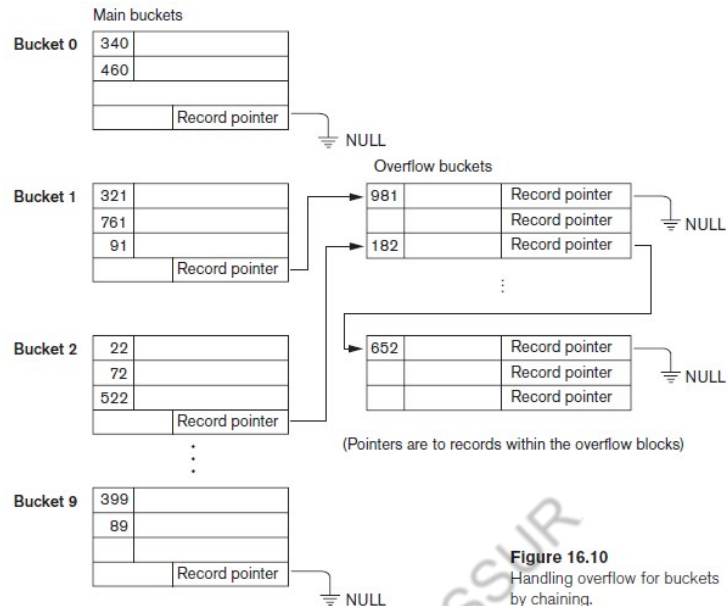 Main buckets
Bucket 0
340
460
Record pointer
NULL
Overflow buckets
Bucket 1
321
761
91
Record pointer
981 Record pointer
Record pointer
182 Record pointer
NULL
Bucket 2
22
72
522
Record pointer
652 Record pointer
Record pointer
Record pointer
NULL
(Pointers are to records within the overflow blocks)
Bucket 9
399
89
Record pointer
NULL
Figure 16.10
Handling overflow for buckets
by chaining.